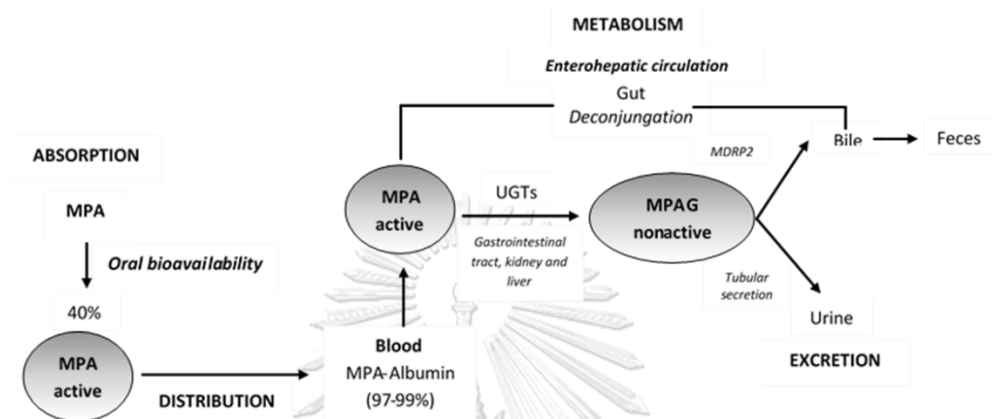 METABOLISM
Enterohepatic circulation
Gut
Deconjungation
ABSORPTION
MPA
Oral bioavailability
40%
MPA
active
DISTRIBUTION
Blood
MPA-Albumin
(97-99%)
MPA
active
UGTs
Gastrointestinal
tract, kidney and
liver
MPAG
nonactive
MDRP2
Bile
Feces
Tubular
secretion
Urine
EXCRETION